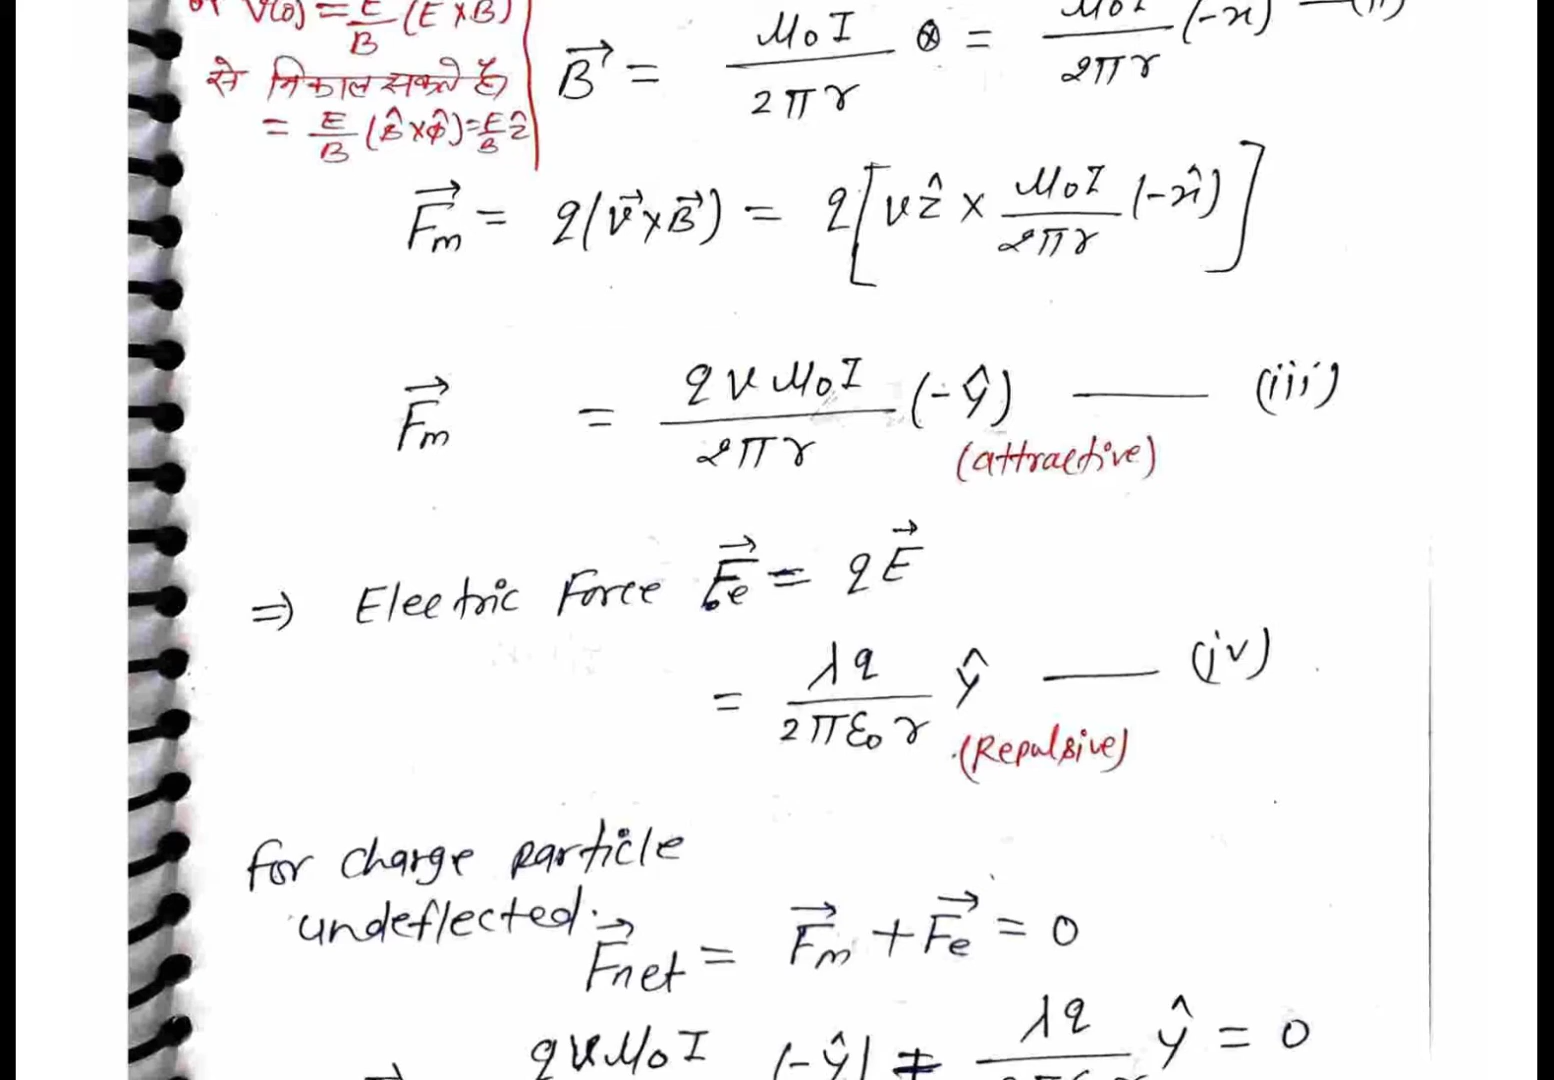 or V(0) = E/B (E × B)
से निकाल सकते है
= E/B (ŝ × φ̂) = E/B ẑ
B⃗ = μ₀I / 2πr ⊗ = μ₀I / 2πr (-x) — (ii)
F⃗m = q(v⃗ × B⃗) = q[vẑ × μ₀I / 2πr (-x̂)]
F⃗m = qvμ₀I / 2πr (-ŷ) — (iii)
(attractive)
⇒ Electric Force F⃗e = qE⃗
= λq / 2πε₀r ŷ — (iv)
(Repulsive)
for charge particle
undeflected.
F⃗net = F⃗m + F⃗e = 0
qvμ₀I (-ŷ) + λq ŷ = 0